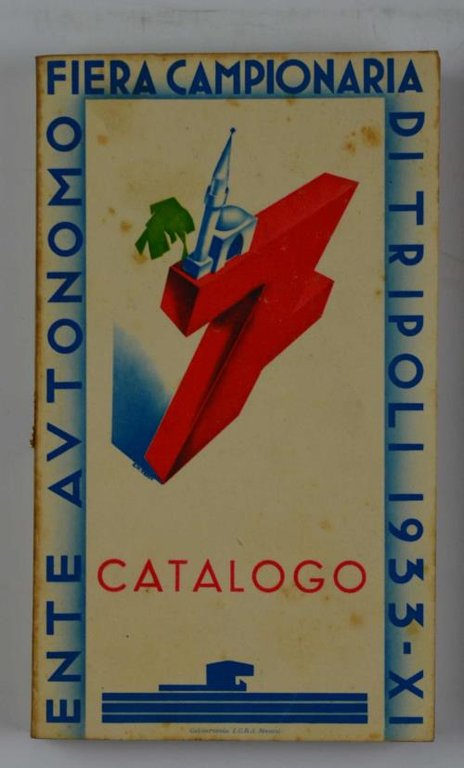 ENTE AVTONOMO
FIERA CAMPIONARIA
DI TRIPOLI 1933-XI
CATALOGO